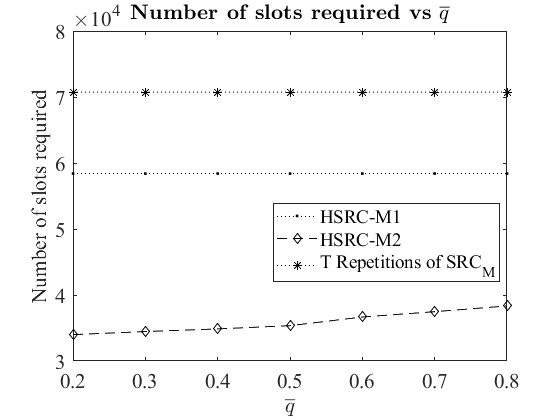 Number of slots required vs q̅
×10⁴
8
7
6
5
4
3
Number of slots required
HSRC-M1
HSRC-M2
T Repetitions of SRC_M
0.2 0.3 0.4 0.5 0.6 0.7 0.8
q̅